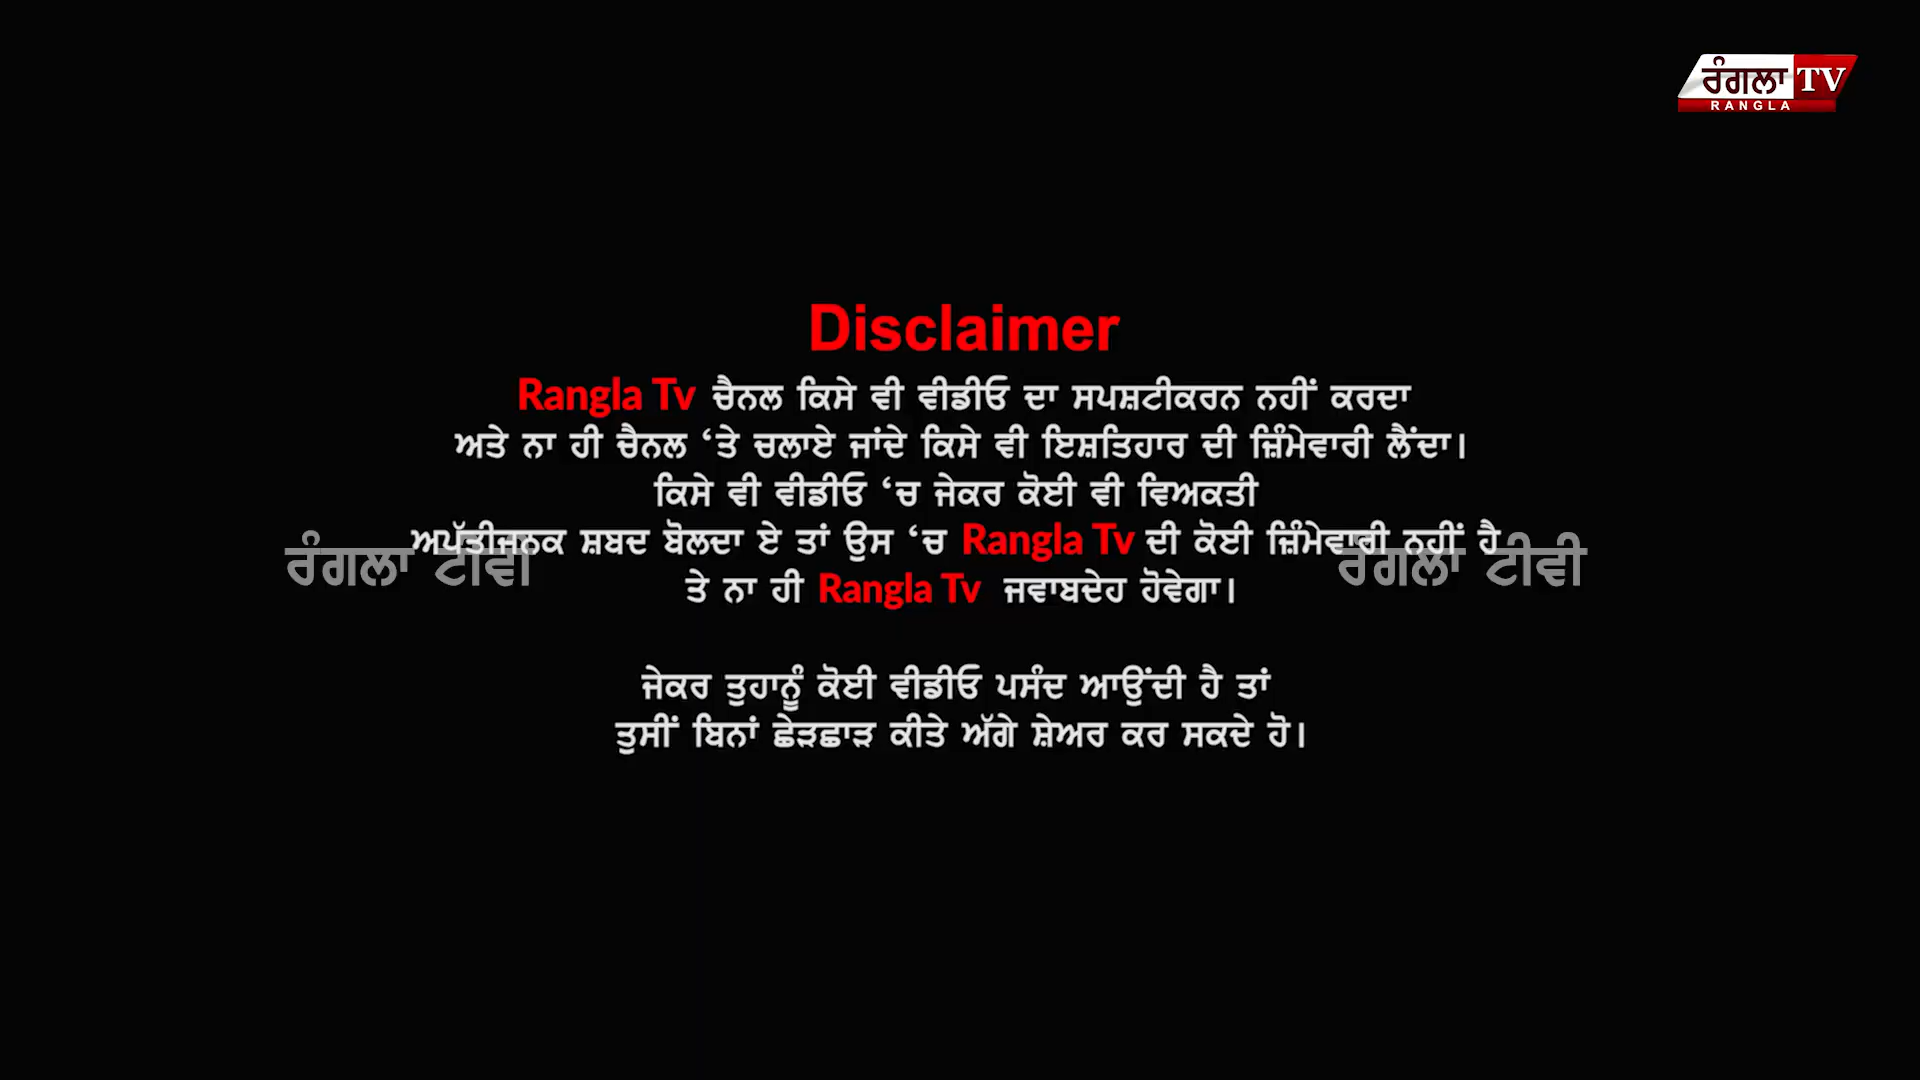 ਰੰਗਲਾ TV
RANGLA
Disclaimer
Rangla Tv ਚੈਨਲ ਕਿਸੇ ਵੀ ਵੀਡੀਓ ਦਾ ਸਪਸ਼ਟੀਕਰਨ ਨਹੀਂ ਕਰਦਾ
ਅਤੇ ਨਾ ਹੀ ਚੈਨਲ ‘ਤੇ ਚਲਾਏ ਜਾਂਦੇ ਕਿਸੇ ਵੀ ਇਸ਼ਤਿਹਾਰ ਦੀ ਜ਼ਿੰਮੇਵਾਰੀ ਲੈਂਦਾ।
ਕਿਸੇ ਵੀ ਵੀਡੀਓ ‘ਚ ਜੇਕਰ ਕੋਈ ਵੀ ਵਿਅਕਤੀ
ਅਪੱਤੀਜਨਕ ਸ਼ਬਦ ਬੋਲਦਾ ਏ ਤਾਂ ਉਸ ‘ਚ Rangla Tv ਦੀ ਕੋਈ ਜ਼ਿੰਮੇਵਾਰੀ ਨਹੀਂ ਹੈ
ਰੰਗਲਾ ਟੀਵੀ
ਰੰਗਲਾ ਟੀਵੀ
ਤੇ ਨਾ ਹੀ Rangla Tv ਜਵਾਬਦੇਹ ਹੋਵੇਗਾ।
ਜੇਕਰ ਤੁਹਾਨੂੰ ਕੋਈ ਵੀਡੀਓ ਪਸੰਦ ਆਉਂਦੀ ਹੈ ਤਾਂ
ਤੁਸੀਂ ਬਿਨਾਂ ਛੇੜਛਾੜ ਕੀਤੇ ਅੱਗੇ ਸ਼ੇਅਰ ਕਰ ਸਕਦੇ ਹੋ।